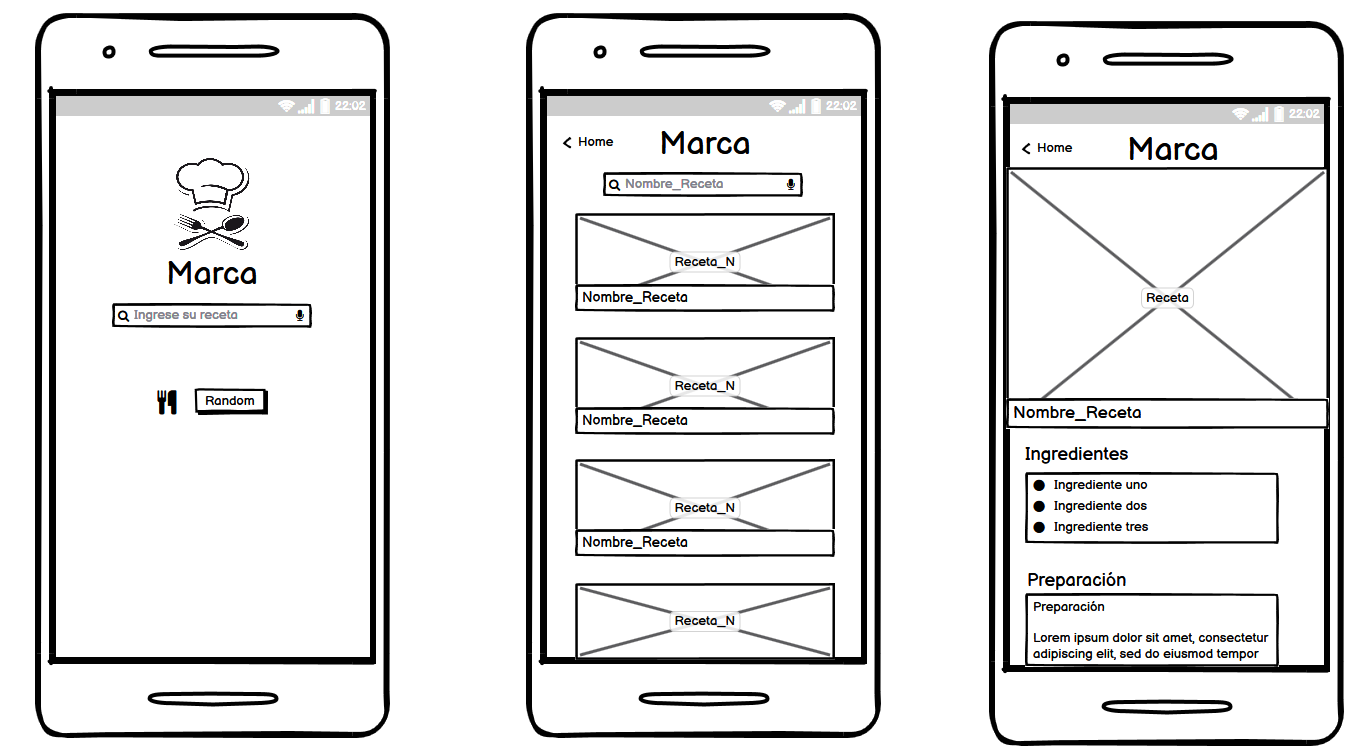 22:02
Marca
Ingrese su receta
Random
22:02
Home
Marca
Nombre_Receta
Receta_N
Nombre_Receta
Receta_N
Nombre_Receta
Receta_N
Nombre_Receta
Receta_N
22:02
Home
Marca
Receta
Nombre_Receta
Ingredientes
Ingrediente uno
Ingrediente dos
Ingrediente tres
Preparación
Preparación
Lorem ipsum dolor sit amet, consectetur
adipiscing elit, sed do eiusmod tempor